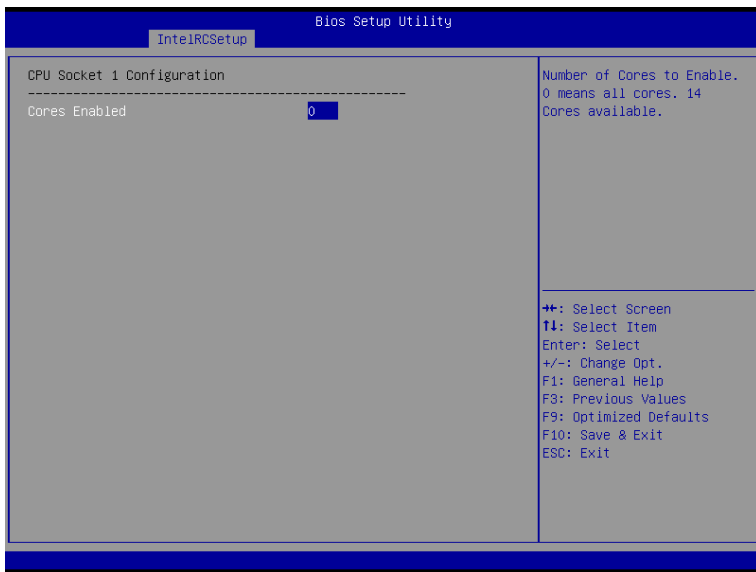 Bios Setup Utility
IntelRCSetup
CPU Socket 1 Configuration
--------------------------------------------------
Cores Enabled 0
Number of Cores to Enable.
0 means all cores. 14
Cores available.
→←: Select Screen
↑↓: Select Item
Enter: Select
+/-: Change Opt.
F1: General Help
F3: Previous Values
F9: Optimized Defaults
F10: Save & Exit
ESC: Exit